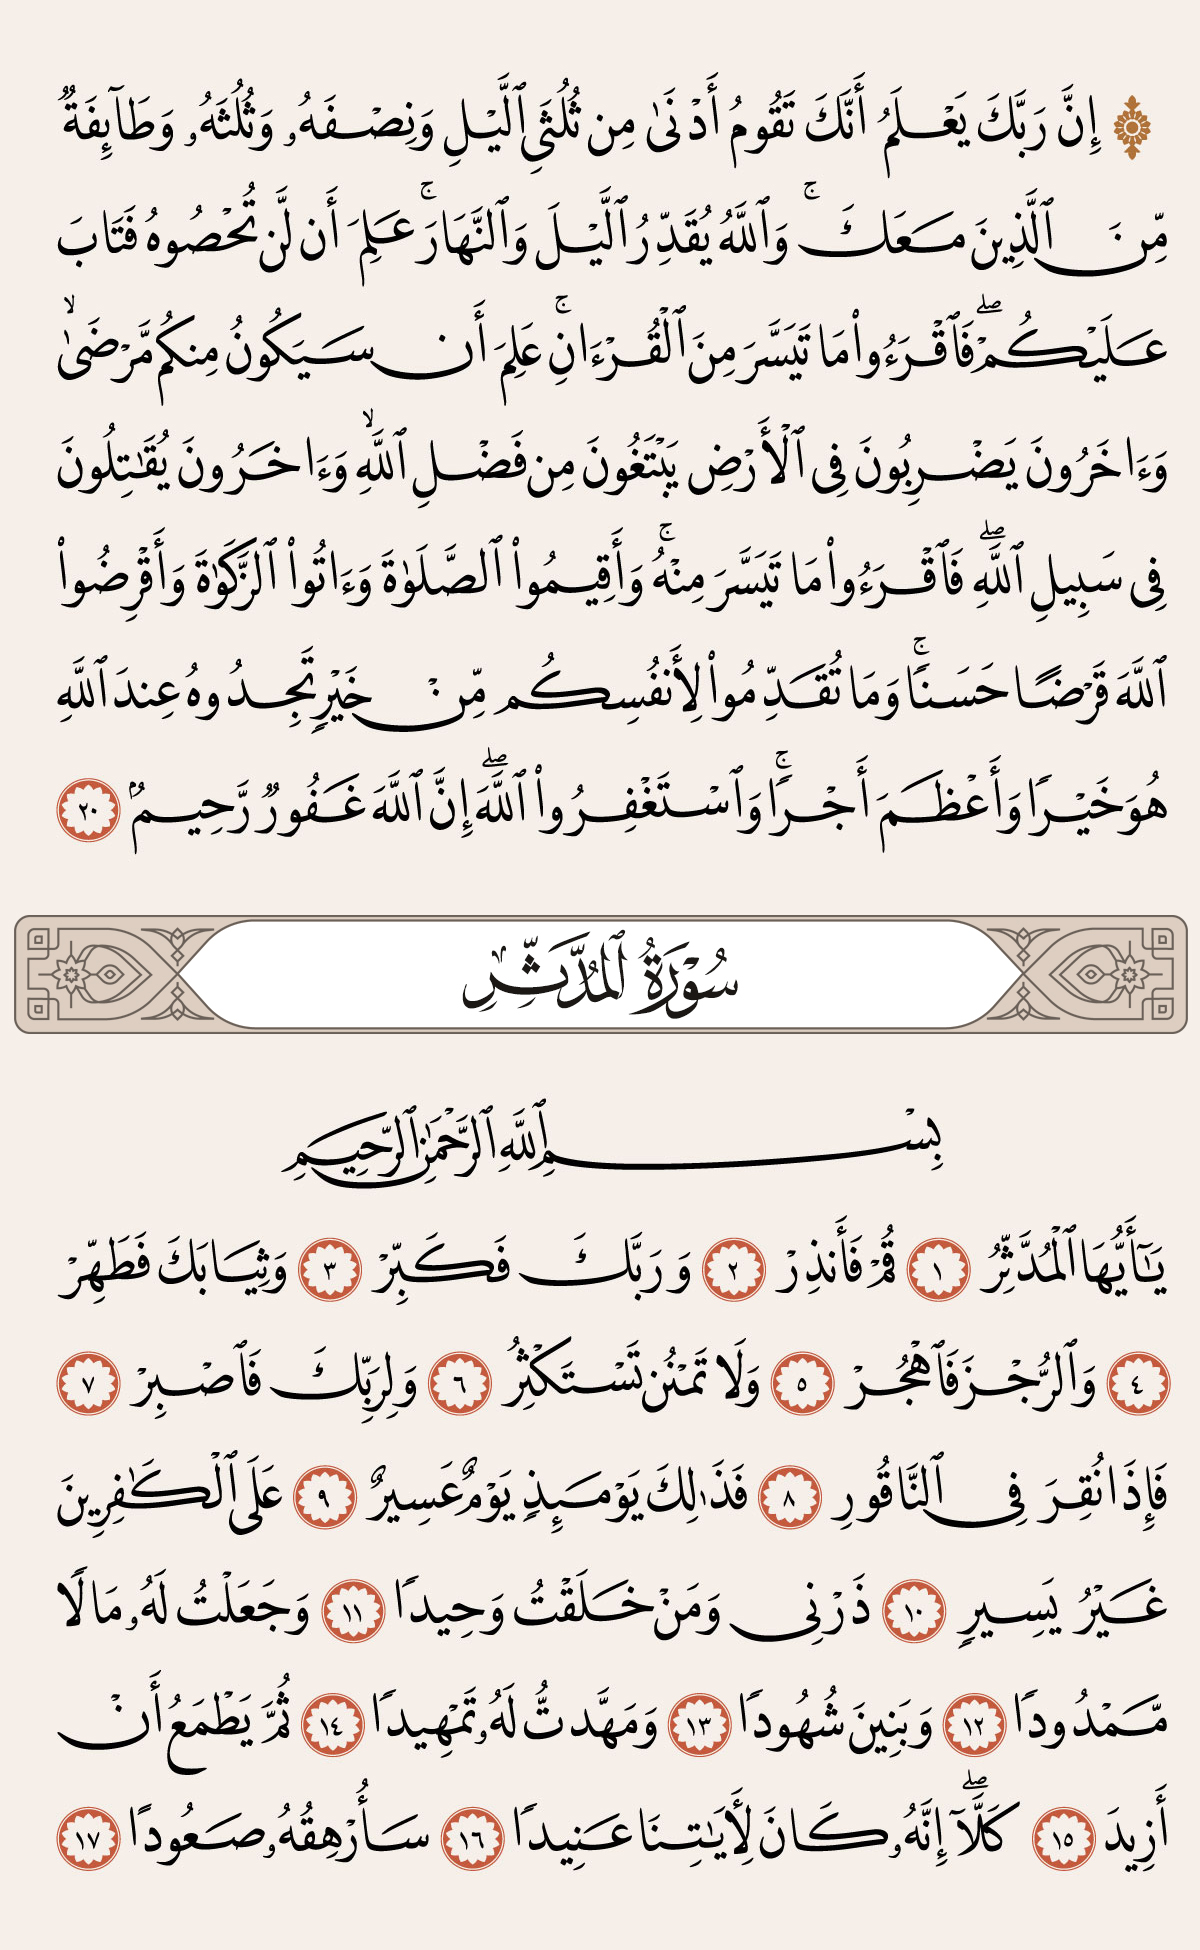 ۞ إِنَّ رَبَّكَ يَعۡلَمُ أَنَّكَ تَقُومُ أَدۡنَىٰ مِن ثُلُثَيِ ٱلَّيۡلِ وَنِصۡفَهُۥ وَثُلُثَهُۥ وَطَآئِفَةٞ
مِّنَ ٱلَّذِينَ مَعَكَۚ وَٱللَّهُ يُقَدِّرُ ٱلَّيۡلَ وَٱلنَّهَارَۚ عَلِمَ أَن لَّن تُحۡصُوهُ فَتَابَ
عَلَيۡكُمۡۖ فَٱقۡرَءُواْ مَا تَيَسَّرَ مِنَ ٱلۡقُرۡءَانِۚ عَلِمَ أَن سَيَكُونُ مِنكُم مَّرۡضَىٰۙ
وَءَاخَرُونَ يَضۡرِبُونَ فِي ٱلۡأَرۡضِ يَبۡتَغُونَ مِن فَضۡلِ ٱللَّهِۙ وَءَاخَرُونَ يُقَٰتِلُونَ
فِي سَبِيلِ ٱللَّهِۖ فَٱقۡرَءُواْ مَا تَيَسَّرَ مِنۡهُۚ وَأَقِيمُواْ ٱلصَّلَوٰةَ وَءَاتُواْ ٱلزَّكَوٰةَ وَأَقۡرِضُواْ
ٱللَّهَ قَرۡضًا حَسَنٗاۚ وَمَا تُقَدِّمُواْ لِأَنفُسِكُم مِّنۡ خَيۡرٖ تَجِدُوهُ عِندَ ٱللَّهِ
هُوَ خَيۡرٗا وَأَعۡظَمَ أَجۡرٗاۚ وَٱسۡتَغۡفِرُواْ ٱللَّهَۖ إِنَّ ٱللَّهَ غَفُورٞ رَّحِيمُۢ ٢٠
سُورَةُ ٱلۡمُدَّثِّرِ
بِسۡمِ ٱللَّهِ ٱلرَّحۡمَٰنِ ٱلرَّحِيمِ
يَٰٓأَيُّهَا ٱلۡمُدَّثِّرُ ١ قُمۡ فَأَنذِرۡ ٢ وَرَبَّكَ فَكَبِّرۡ ٣ وَثِيَابَكَ فَطَهِّرۡ
٤ وَٱلرُّجۡزَ فَٱهۡجُرۡ ٥ وَلَا تَمۡنُن تَسۡتَكۡثِرُ ٦ وَلِرَبِّكَ فَٱصۡبِرۡ ٧
فَإِذَا نُقِرَ فِي ٱلنَّاقُورِ ٨ فَذَٰلِكَ يَوۡمَئِذٖ يَوۡمٌ عَسِيرٌ ٩ عَلَى ٱلۡكَٰفِرِينَ
غَيۡرُ يَسِيرٖ ١٠ ذَرۡنِي وَمَنۡ خَلَقۡتُ وَحِيدٗا ١١ وَجَعَلۡتُ لَهُۥ مَالٗا
مَّمۡدُودٗا ١٢ وَبَنِينَ شُهُودٗا ١٣ وَمَهَّدتُّ لَهُۥ تَمۡهِيدٗا ١٤ ثُمَّ يَطۡمَعُ أَنۡ
أَزِيدَ ١٥ كَلَّآۖ إِنَّهُۥ كَانَ لِأٓيَٰتِنَا عَنِيدٗا ١٦ سَأُرۡهِقُهُۥ صَعُودًا ١٧